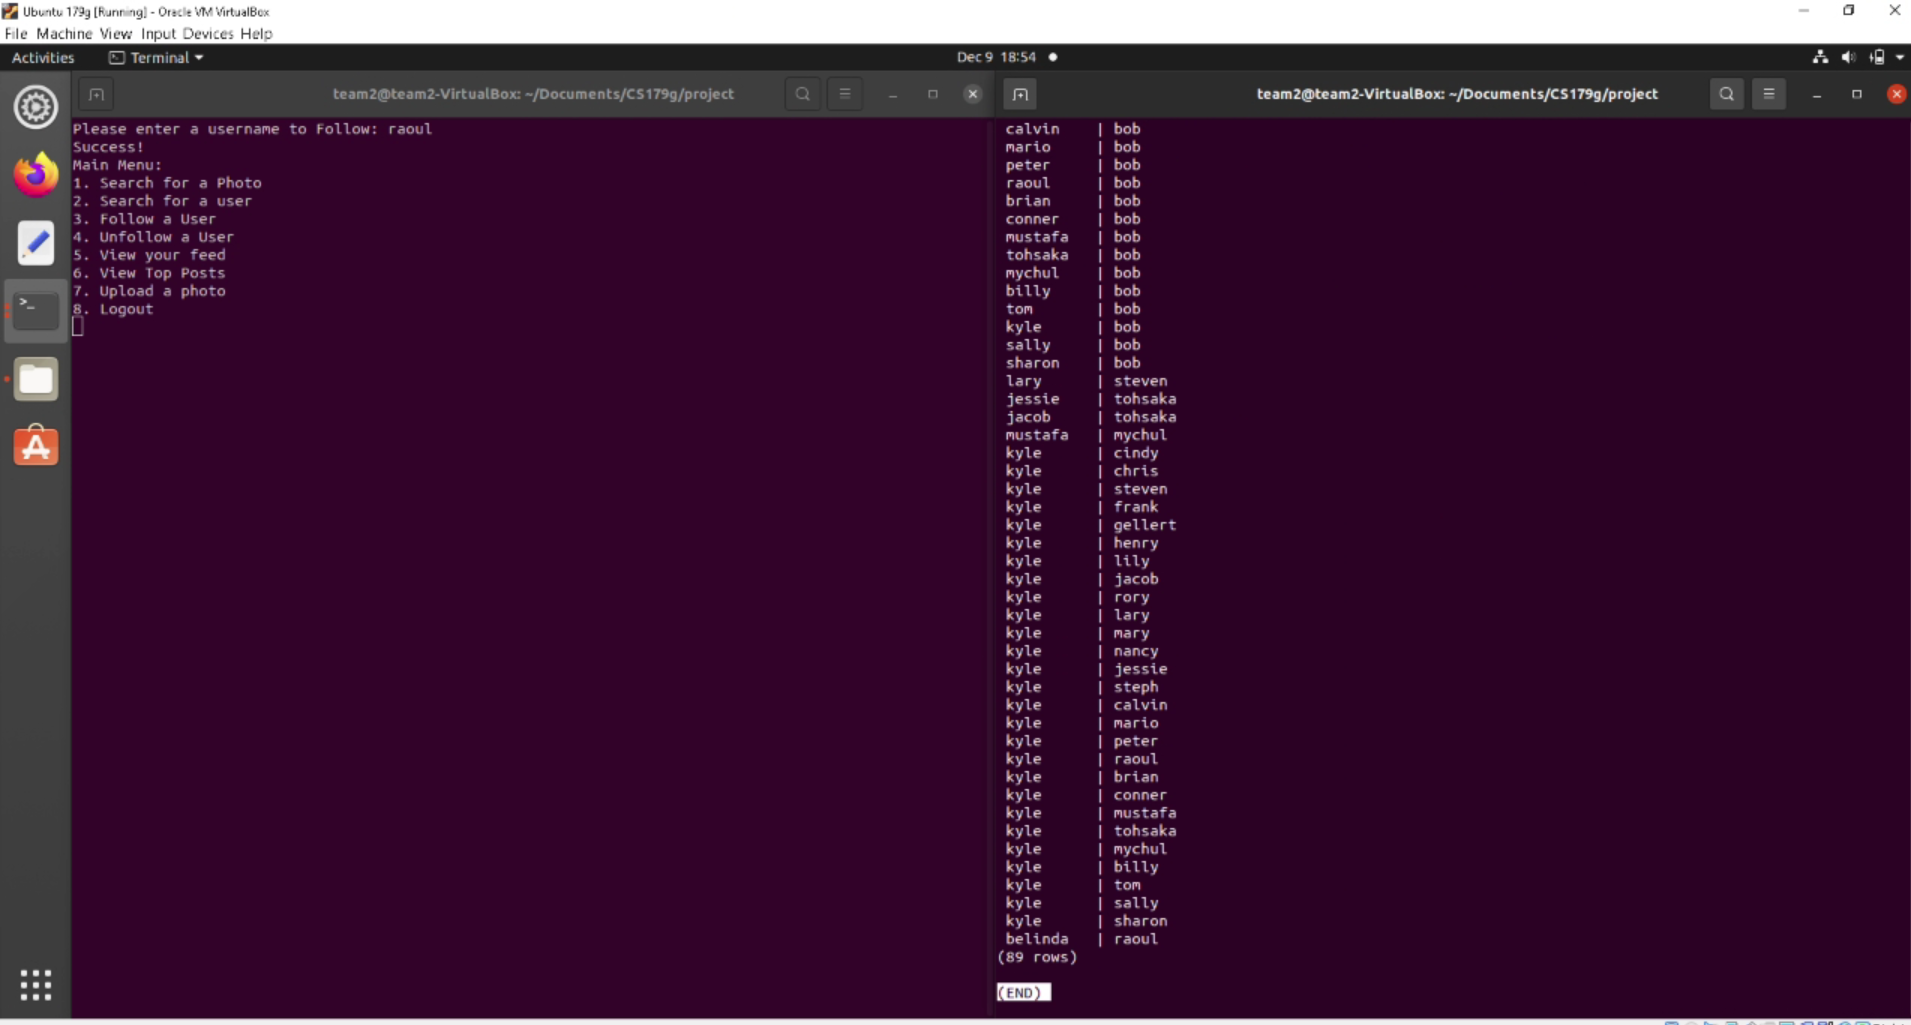 Ubuntu 179g [Running] - Oracle VM VirtualBox
File Machine View Input Devices Help
Activities Terminal Dec 9 18:54
team2@team2-VirtualBox: ~/Documents/CS179g/project
Please enter a username to Follow: raoul
Success!
Main Menu:
1. Search for a Photo
2. Search for a user
3. Follow a User
4. Unfollow a User
5. View your feed
6. View Top Posts
7. Upload a photo
8. Logout
team2@team2-VirtualBox: ~/Documents/CS179g/project
calvin | bob
mario | bob
peter | bob
raoul | bob
brian | bob
conner | bob
mustafa | bob
tohsaka | bob
mychul | bob
billy | bob
tom | bob
kyle | bob
sally | bob
sharon | bob
lary | steven
jessie | tohsaka
jacob | tohsaka
mustafa | mychul
kyle | cindy
kyle | chris
kyle | steven
kyle | frank
kyle | gellert
kyle | henry
kyle | lily
kyle | jacob
kyle | rory
kyle | lary
kyle | mary
kyle | nancy
kyle | jessie
kyle | steph
kyle | calvin
kyle | mario
kyle | peter
kyle | raoul
kyle | brian
kyle | conner
kyle | mustafa
kyle | tohsaka
kyle | mychul
kyle | billy
kyle | tom
kyle | sally
kyle | sharon
belinda | raoul
(89 rows)
(END)